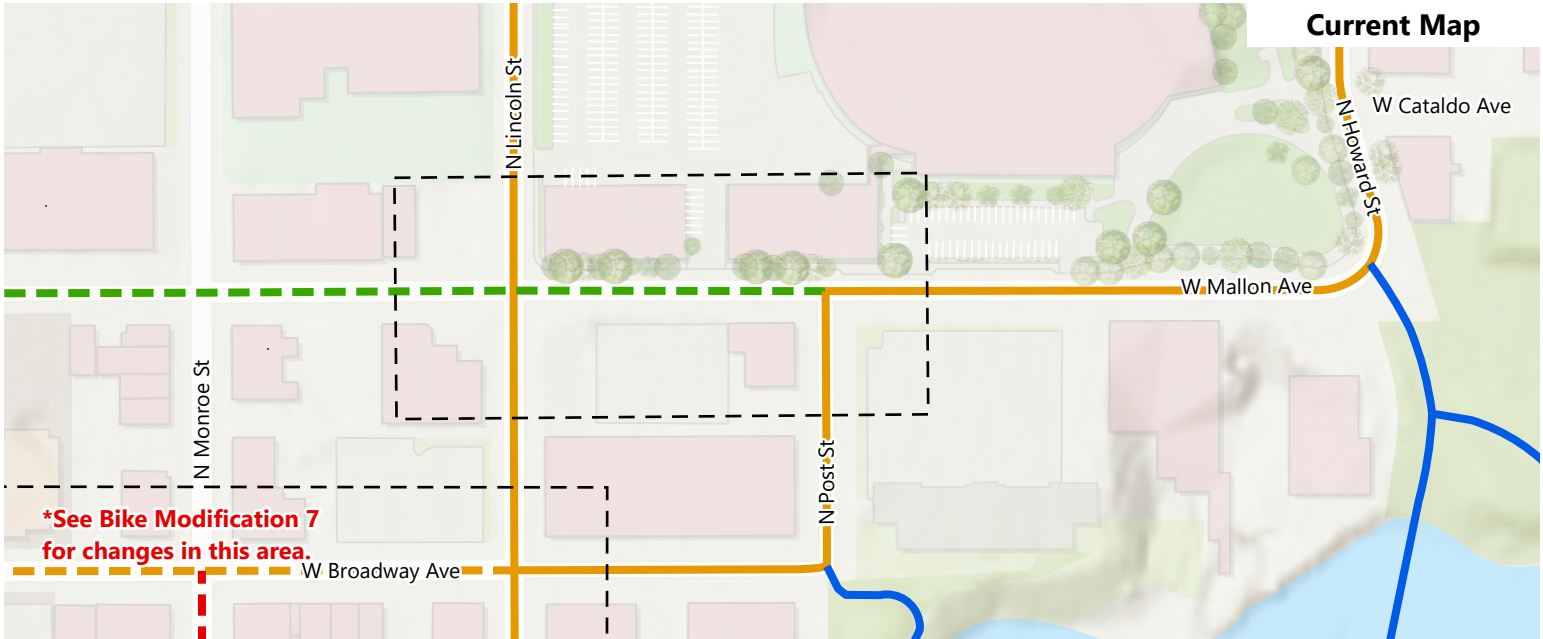 Current Map
N Lincoln St
N Howard St
W Cataldo Ave
W Mallon Ave
N Monroe St
N Post St
*See Bike Modification 7
for changes in this area.
W Broadway Ave